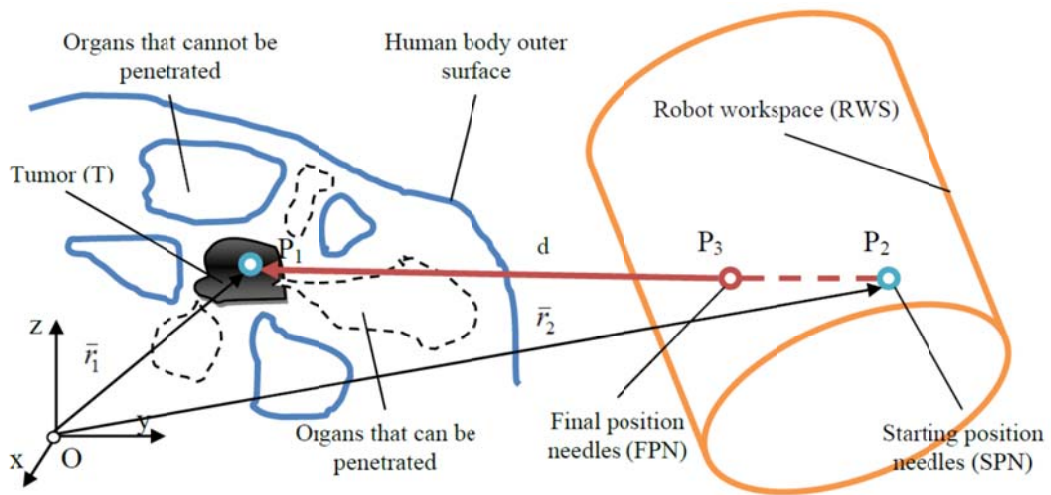 Organs that cannot be
penetrated
Human body outer
surface
Robot workspace (RWS)
Tumor (T)
P1
d
P3
P2
z
r̄1
r̄2
y
x
O
Organs that can be
penetrated
Final position
needles (FPN)
Starting position
needles (SPN)